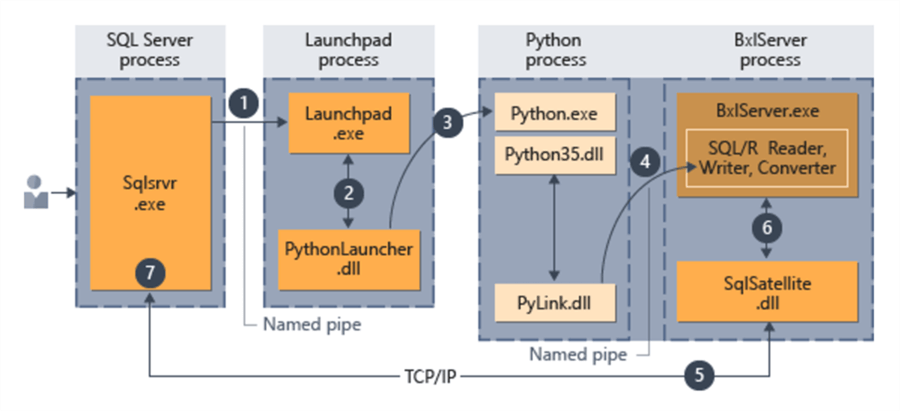 SQL Server
process
Launchpad
process
Python
process
BxlServer
process
1
Launchpad
.exe
3
Python.exe
BxlServer.exe
Python35.dll
4
SQL/R Reader,
Writer, Converter
Sqlsrvr
.exe
2
6
PythonLauncher
.dll
7
PyLink.dll
SqlSatellite
.dll
Named pipe
Named pipe
TCP/IP
5